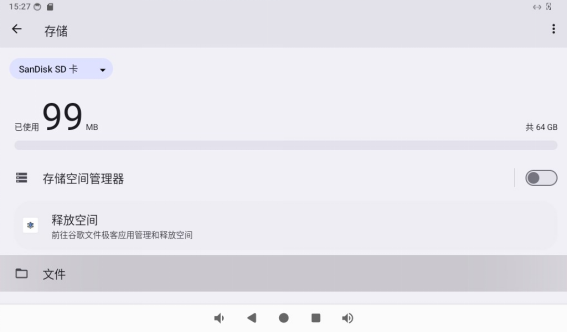 15:27
存储
SanDisk SD 卡
已使用 99 MB
共 64 GB
存储空间管理器
释放空间
前往谷歌文件极客应用管理和释放空间
文件